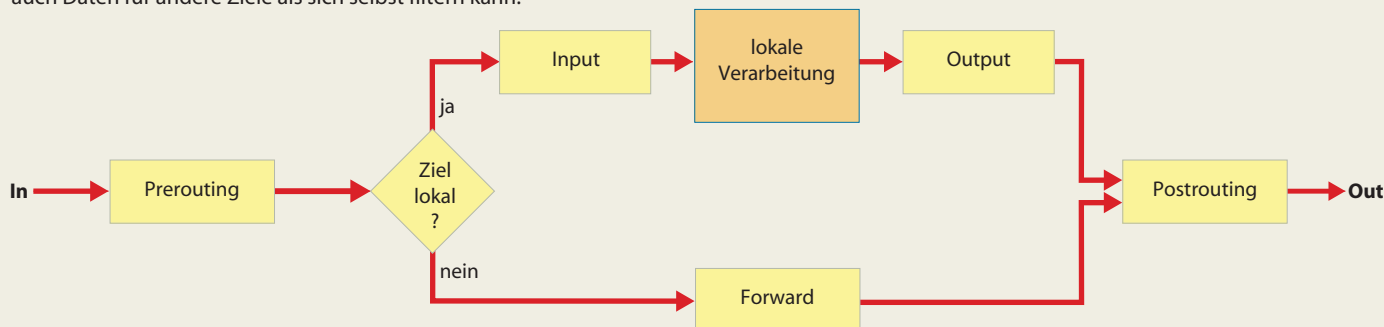 auch Daten für andere Ziele als sich selbst filtern kann.
Input
lokale
Verarbeitung
Output
ja
In
Prerouting
Ziel
lokal
?
Postrouting
Out
nein
Forward